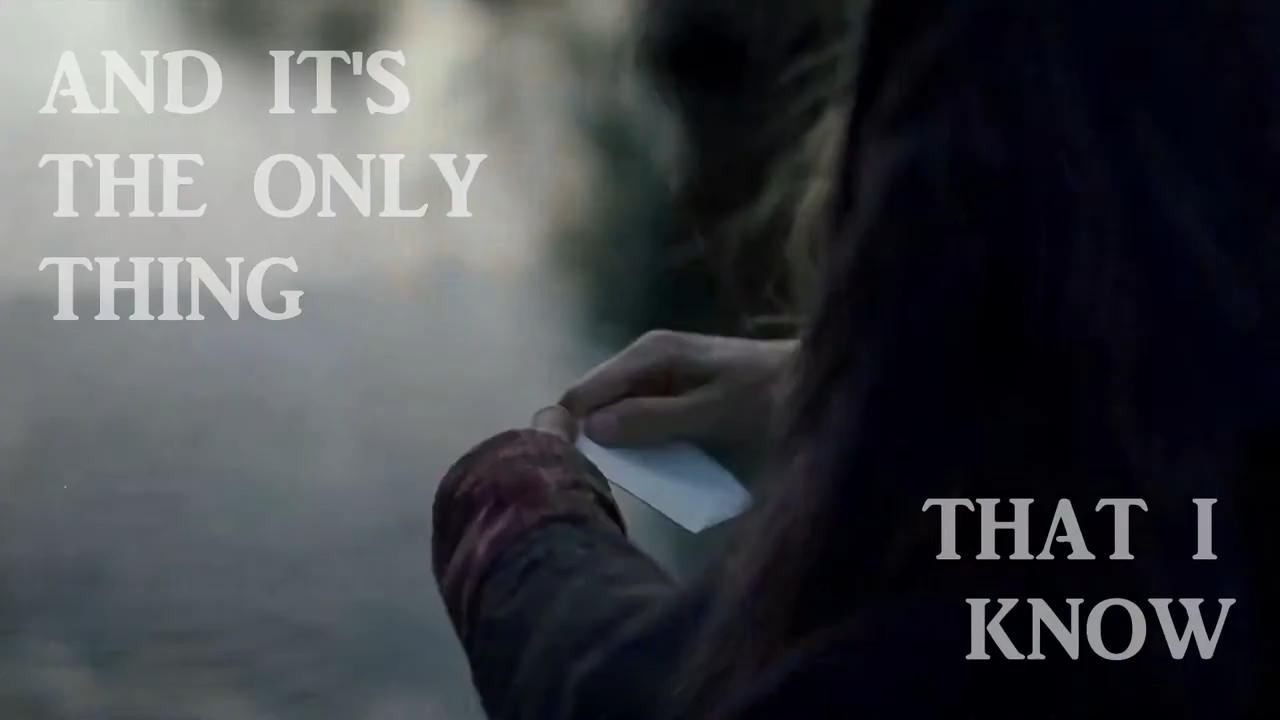 AND IT'S
THE ONLY
THING
THAT I
KNOW